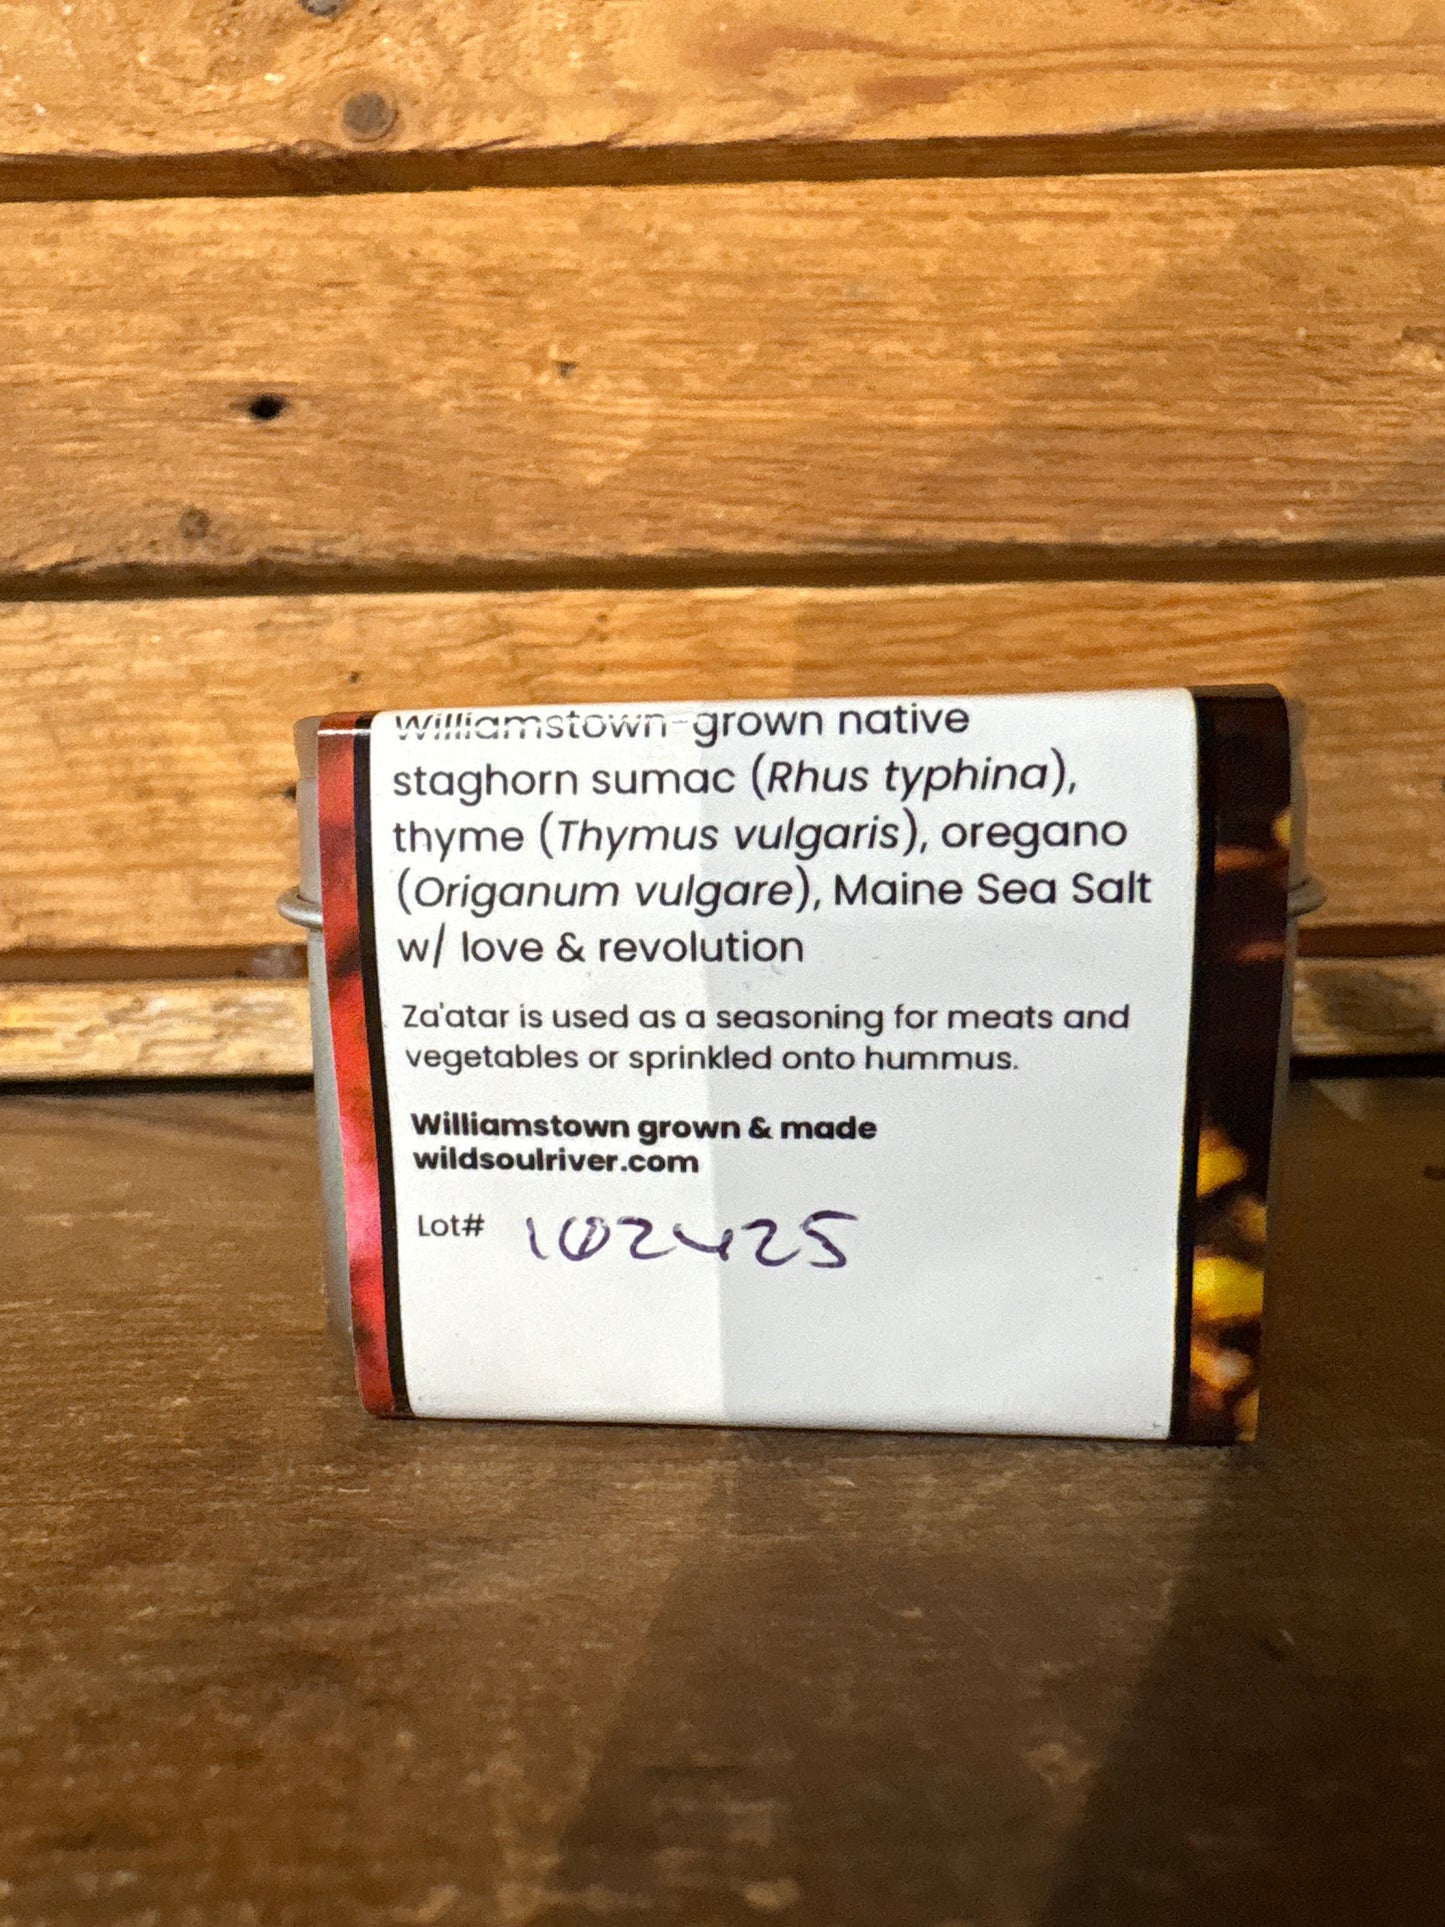 Williamstown-grown native
staghorn sumac (Rhus typhina),
thyme (Thymus vulgaris), oregano
(Origanum vulgare), Maine Sea Salt
w/ love & revolution
Za'atar is used as a seasoning for meats and
vegetables or sprinkled onto hummus.
Williamstown grown & made
wildsoulriver.com
Lot# 102425